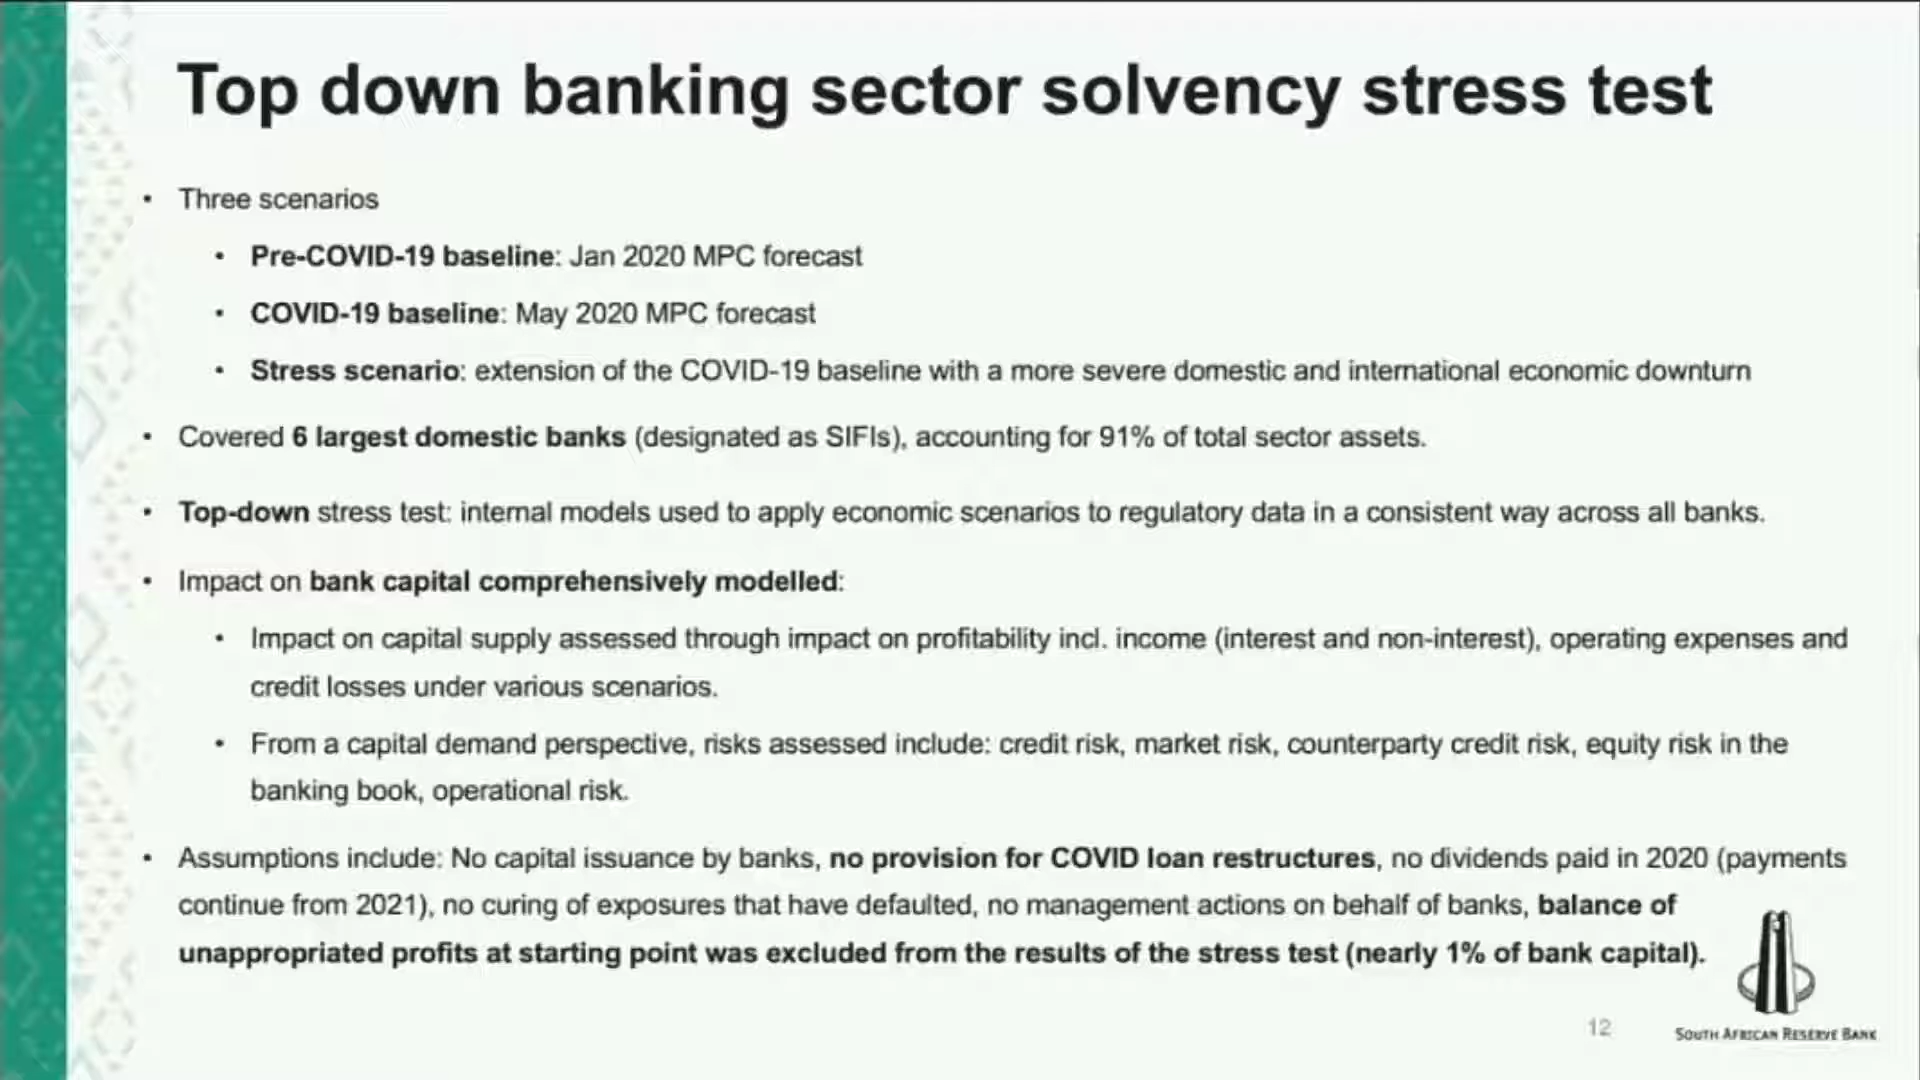 Top down banking sector solvency stress test
• Three scenarios
• Pre-COVID-19 baseline: Jan 2020 MPC forecast
• COVID-19 baseline: May 2020 MPC forecast
• Stress scenario: extension of the COVID-19 baseline with a more severe domestic and international economic downturn
• Covered 6 largest domestic banks (designated as SIFIs), accounting for 91% of total sector assets.
• Top-down stress test: internal models used to apply economic scenarios to regulatory data in a consistent way across all banks.
• Impact on bank capital comprehensively modelled:
• Impact on capital supply assessed through impact on profitability incl. income (interest and non-interest), operating expenses and
credit losses under various scenarios.
• From a capital demand perspective, risks assessed include: credit risk, market risk, counterparty credit risk, equity risk in the
banking book, operational risk.
• Assumptions include: No capital issuance by banks, no provision for COVID loan restructures, no dividends paid in 2020 (payments
continue from 2021), no curing of exposures that have defaulted, no management actions on behalf of banks, balance of
unappropriated profits at starting point was excluded from the results of the stress test (nearly 1% of bank capital).
12
SOUTH AFRICAN RESERVE BANK